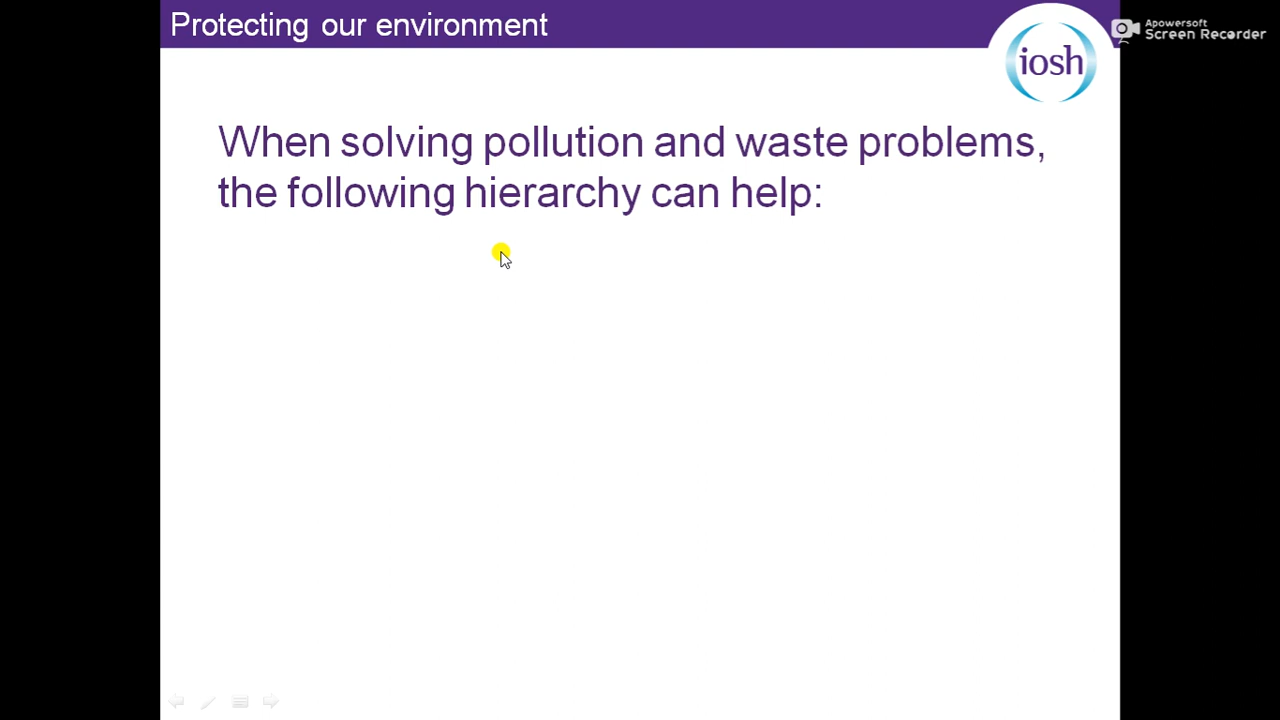 Protecting our environment
iosh
Apowersoft
Screen Recorder
When solving pollution and waste problems,
the following hierarchy can help: